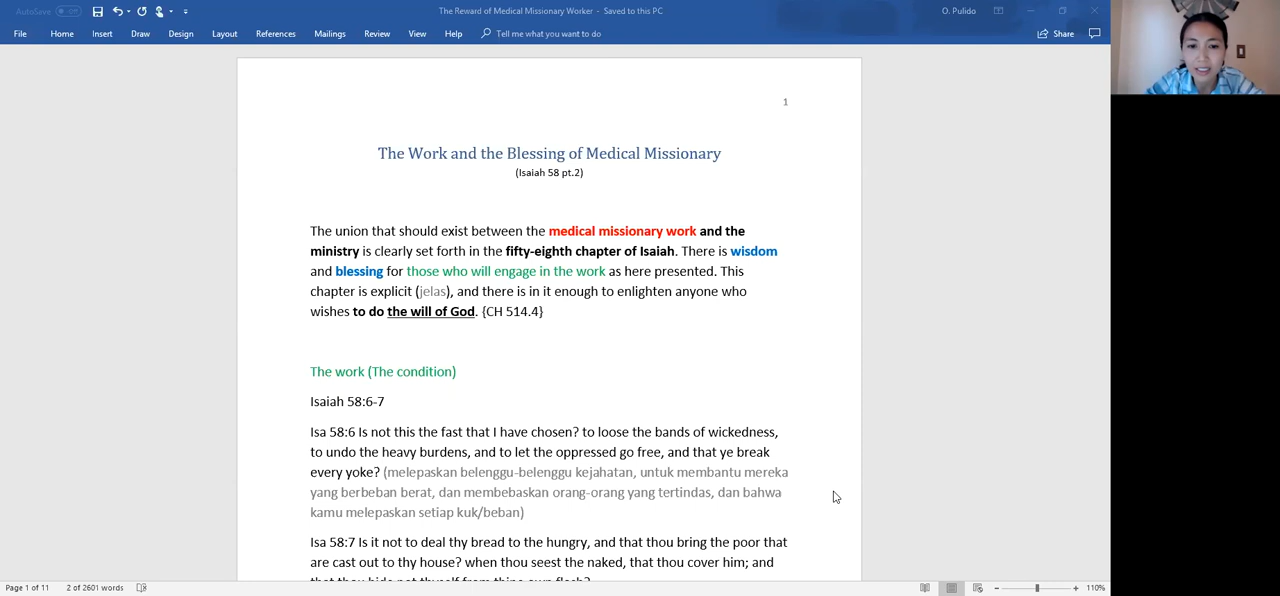 AutoSave Off
The Reward of Medical Missionary Worker - Saved to this PC
O. Pulido
File Home Insert Draw Design Layout References Mailings Review View Help Tell me what you want to do Share
1
The Work and the Blessing of Medical Missionary
(Isaiah 58 pt.2)
The union that should exist between the medical missionary work and the
ministry is clearly set forth in the fifty-eighth chapter of Isaiah. There is wisdom
and blessing for those who will engage in the work as here presented. This
chapter is explicit (jelas), and there is in it enough to enlighten anyone who
wishes to do the will of God. {CH 514.4}
The work (The condition)
Isaiah 58:6-7
Isa 58:6 Is not this the fast that I have chosen? to loose the bands of wickedness,
to undo the heavy burdens, and to let the oppressed go free, and that ye break
every yoke? (melepaskan belenggu-belenggu kejahatan, untuk membantu mereka
yang berbeban berat, dan membebaskan orang-orang yang tertindas, dan bahwa
kamu melepaskan setiap kuk/beban)
Isa 58:7 Is it not to deal thy bread to the hungry, and that thou bring the poor that
are cast out to thy house? when thou seest the naked, that thou cover him; and
that thou hide not thyself from thine own flesh?
Page 1 of 11 2 of 2601 words 110%